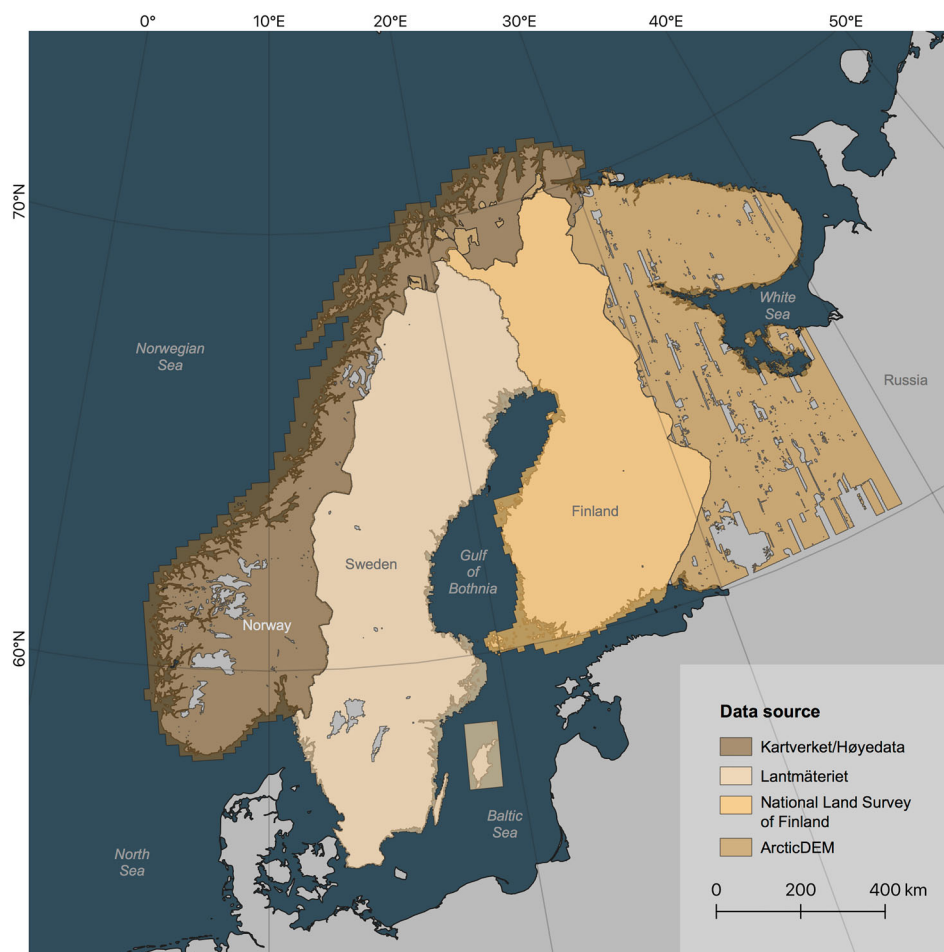 0°
10°E
20°E
30°E
40°E
50°E
70°N
60°N
Norwegian
Sea
White
Sea
Russia
Finland
Sweden
Gulf
of
Bothnia
Norway
Baltic
Sea
North
Sea
Data source
Kartverket/Høyedata
Lantmäteriet
National Land Survey
of Finland
ArcticDEM
0 200 400 km